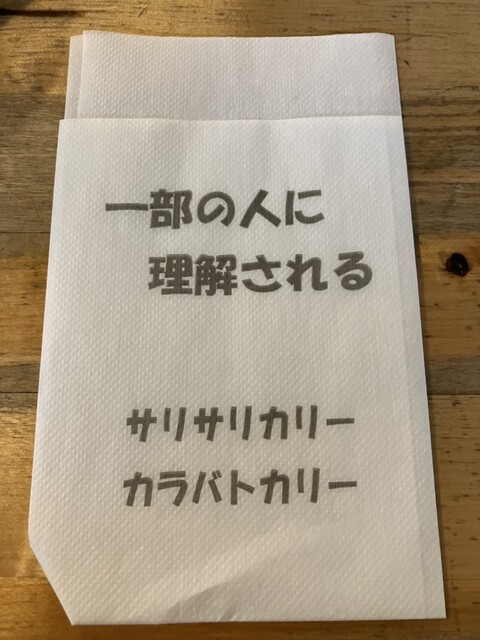 一部の人に
理解される
サリサリカリー
カラバトカリー